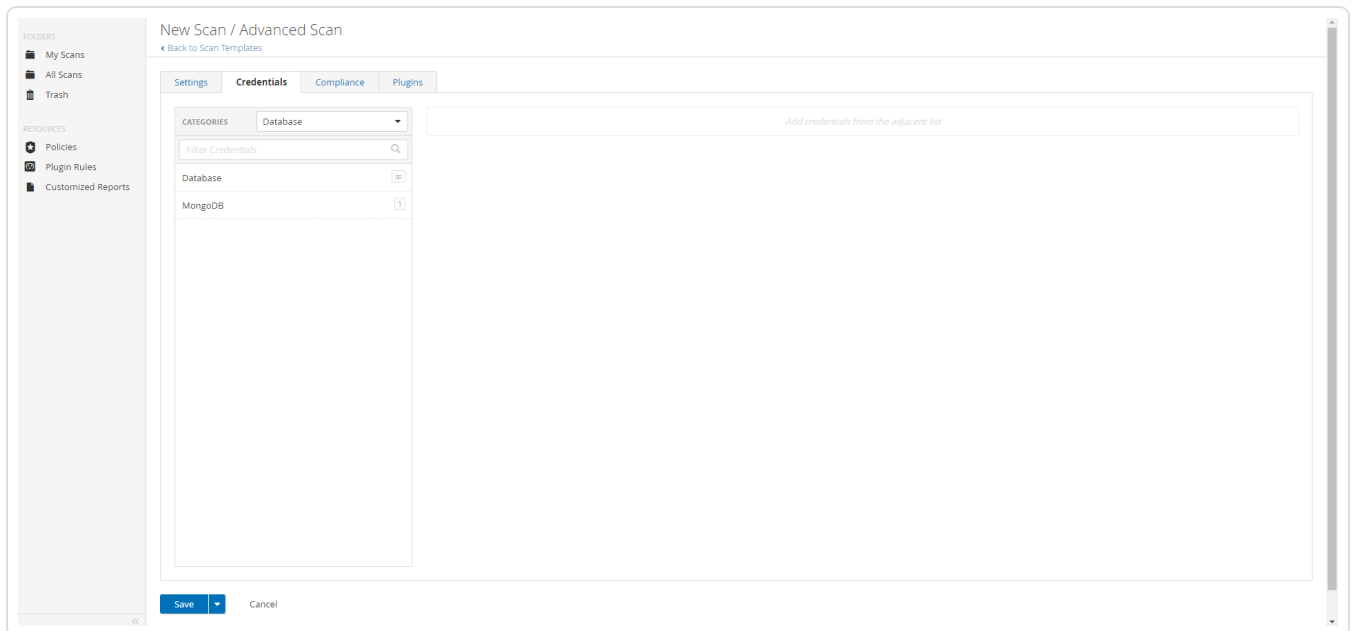 FOLDERS
My Scans
All Scans
Trash
RESOURCES
Policies
Plugin Rules
Customized Reports
New Scan / Advanced Scan
Back to Scan Templates
Settings
Credentials
Compliance
Plugins
CATEGORIES
Database
Filter Credentials
Database
∞
MongoDB
1
Add credentials from the adjacent list
Save
Cancel